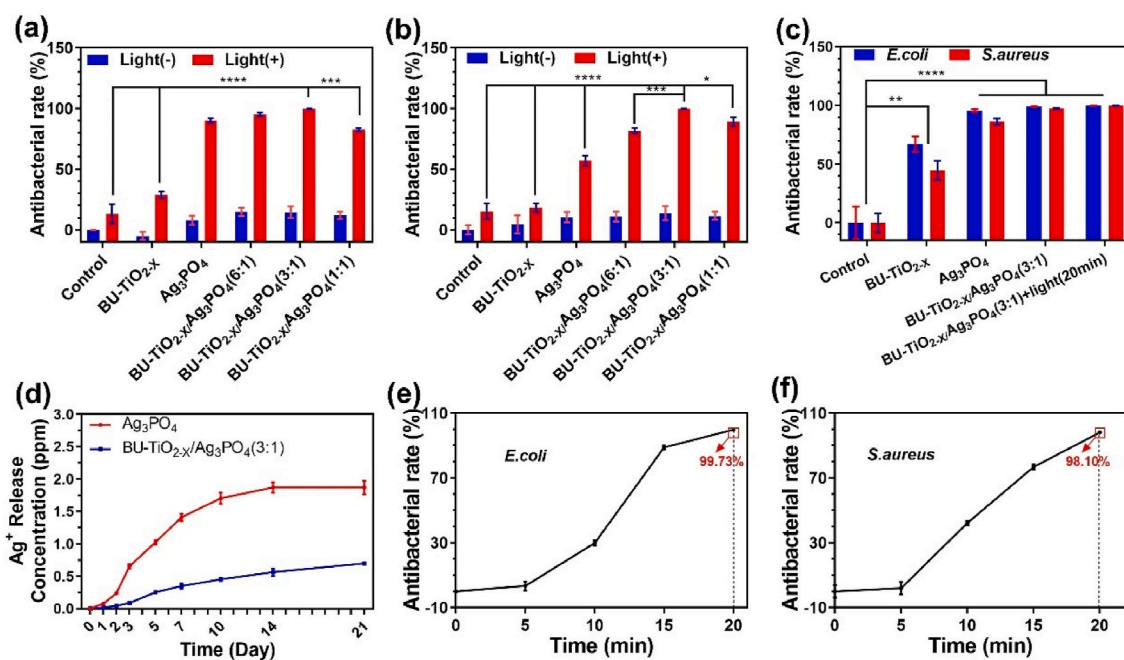 (a)
Antibacterial rate (%)
150
100
50
0
Light(-) Light(+)
**** ***
Control
BU-TiO₂₋ₓ
Ag₃PO₄
BU-TiO₂₋ₓ/Ag₃PO₄(6:1)
BU-TiO₂₋ₓ/Ag₃PO₄(3:1)
BU-TiO₂₋ₓ/Ag₃PO₄(1:1)
(b)
Antibacterial rate (%)
150
100
50
0
Light(-) Light(+)
**** *
***
Control
BU-TiO₂₋ₓ
Ag₃PO₄
BU-TiO₂₋ₓ/Ag₃PO₄(6:1)
BU-TiO₂₋ₓ/Ag₃PO₄(3:1)
BU-TiO₂₋ₓ/Ag₃PO₄(1:1)
(c)
Antibacterial rate (%)
150
100
50
0
E.coli S.aureus
****
**
Control
BU-TiO₂₋ₓ
Ag₃PO₄
BU-TiO₂₋ₓ/Ag₃PO₄(3:1)
BU-TiO₂₋ₓ/Ag₃PO₄(3:1)+light(20min)
(d)
Ag⁺ Release
Concentration (ppm)
3.0
2.5
2.0
1.5
1.0
0.5
0.0
Ag₃PO₄
BU-TiO₂₋ₓ/Ag₃PO₄(3:1)
0 1 2 3 5 7 10 14 21
Time (Day)
(e)
Antibacterial rate (%)
110
70
30
-10
E.coli
99.73%
0 5 10 15 20
Time (min)
(f)
Antibacterial rate (%)
110
70
30
-10
S.aureus
98.10%
0 5 10 15 20
Time (min)